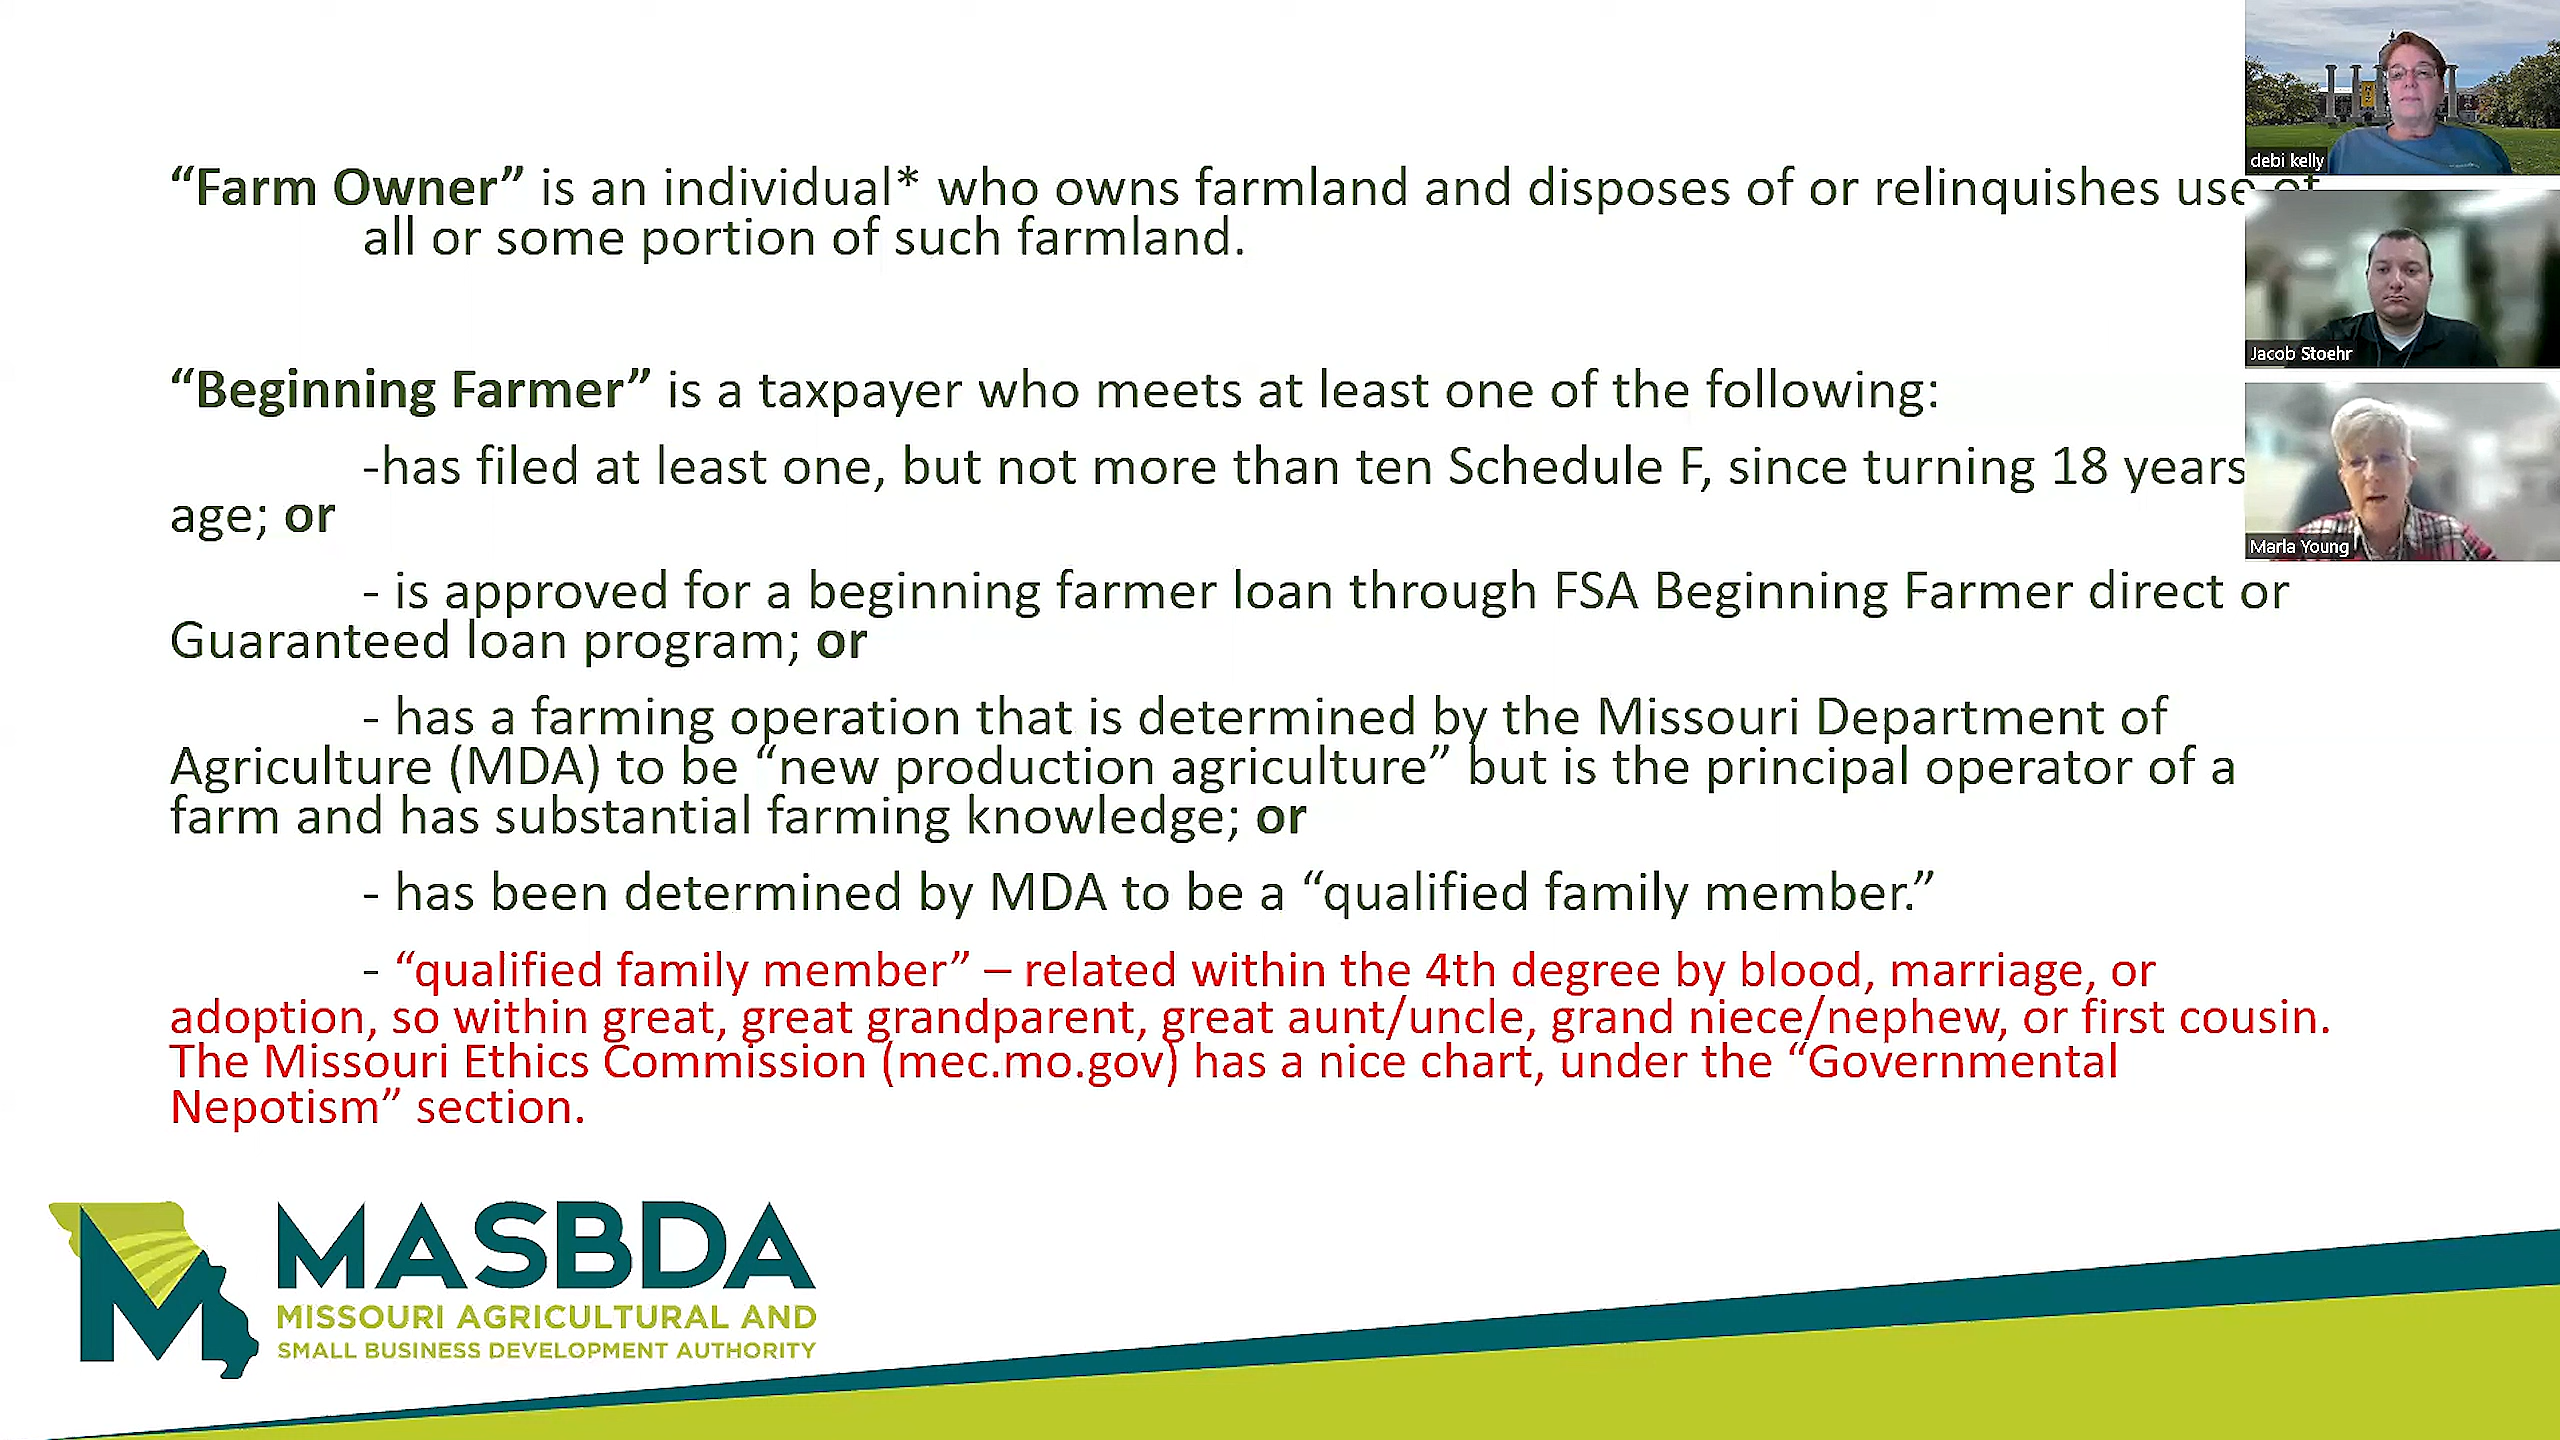 “Farm Owner” is an individual* who owns farmland and disposes of or relinquishes use of
all or some portion of such farmland.
“Beginning Farmer” is a taxpayer who meets at least one of the following:
-has filed at least one, but not more than ten Schedule F, since turning 18 years
age; or
- is approved for a beginning farmer loan through FSA Beginning Farmer direct or
Guaranteed loan program; or
- has a farming operation that is determined by the Missouri Department of
Agriculture (MDA) to be “new production agriculture” but is the principal operator of a
farm and has substantial farming knowledge; or
- has been determined by MDA to be a “qualified family member.”
- “qualified family member” – related within the 4th degree by blood, marriage, or
adoption, so within great, great grandparent, great aunt/uncle, grand niece/nephew, or first cousin.
The Missouri Ethics Commission (mec.mo.gov) has a nice chart, under the “Governmental
Nepotism” section.
debi kelly
Jacob Stoehr
Marla Young
MASBDA
MISSOURI AGRICULTURAL AND
SMALL BUSINESS DEVELOPMENT AUTHORITY